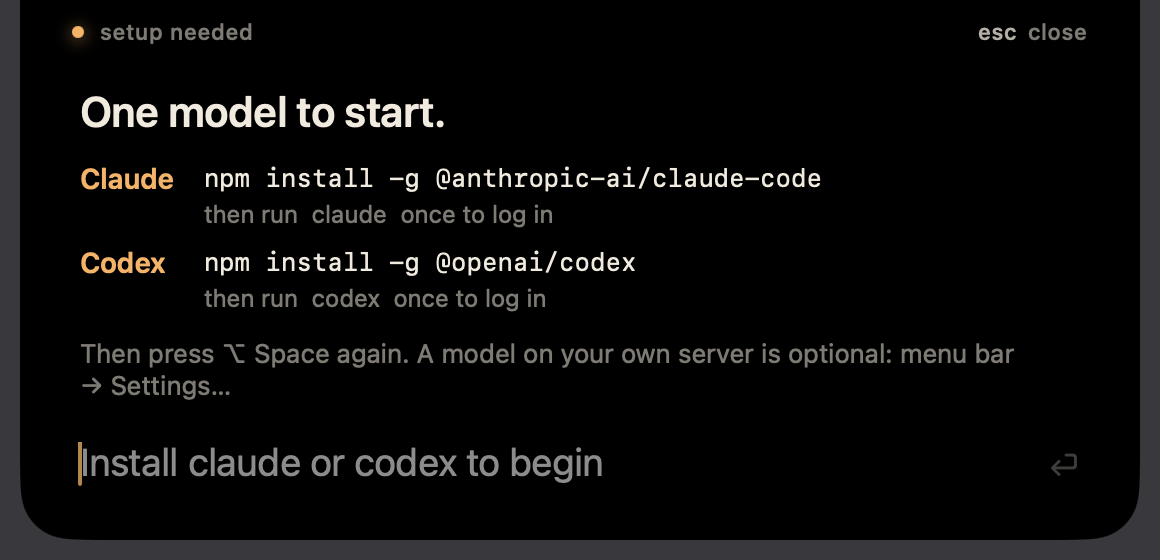 setup needed
esc close
One model to start.
Claude npm install -g @anthropic-ai/claude-code
then run claude once to log in
Codex npm install -g @openai/codex
then run codex once to log in
Then press ⌥ Space again. A model on your own server is optional: menu bar
→ Settings...
Install claude or codex to begin